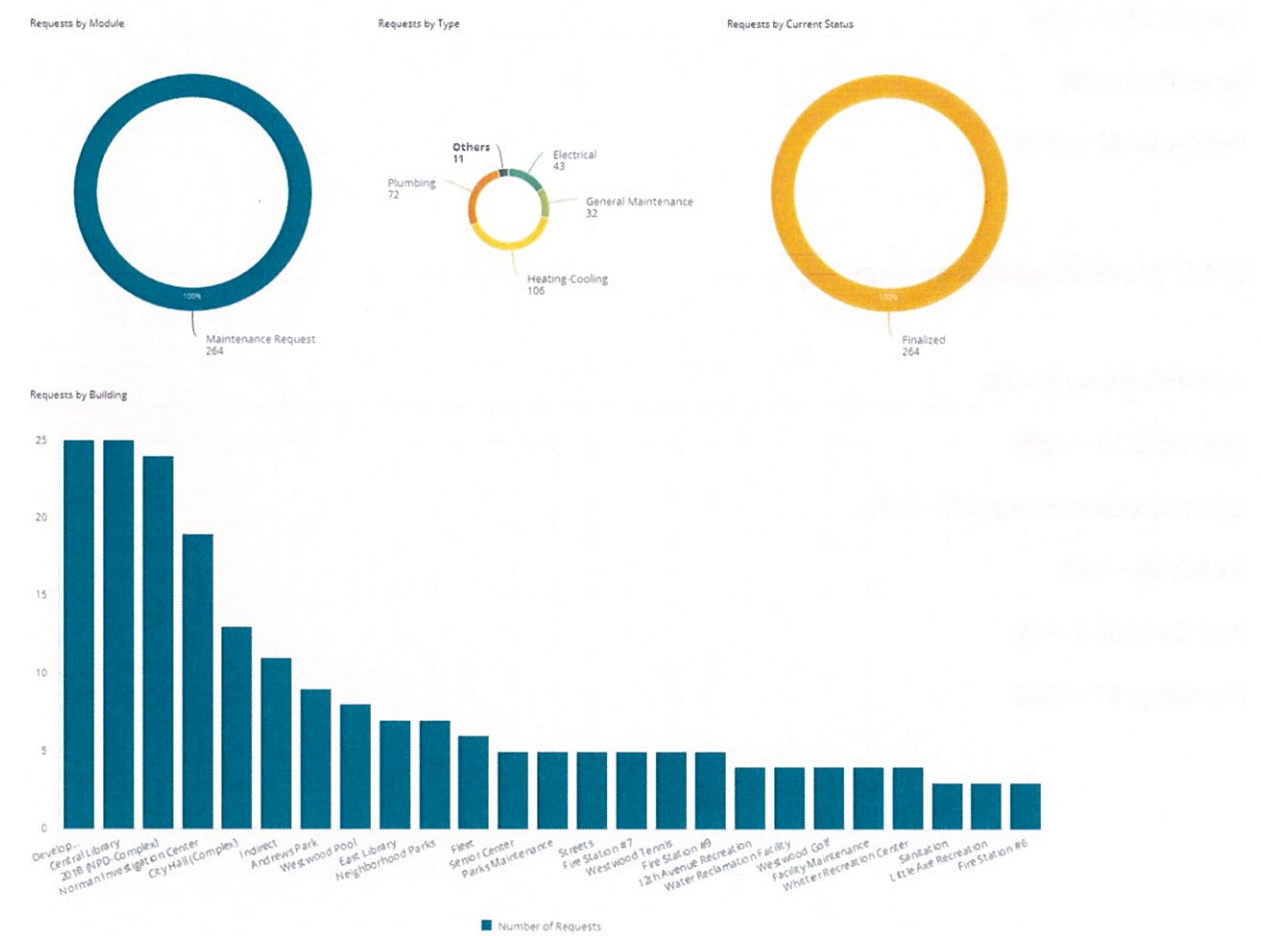 Requests by Module
Requests by Type
Requests by Current Status
Others
11
Electrical
43
Plumbing
72
General Maintenance
32
Heating-Cooling
106
100%
Maintenance Request
264
100%
Finalized
264
Requests by Building
25
20
15
10
5
0
Develop...
Central Library
201B (NPD-Complex)
Norman Investigation Center
City Hall (Complex)
Indirect
Andrews Park
Westwood Pool
East Library
Neighborhood Parks
Fleet
Senior Center
Parks Maintenance
Streets
Fire Station #7
Westwood Tennis
Fire Station #9
12th Avenue Recreation
Water Reclamation Facility
Westwood Golf
Facility Maintenance
Whittier Recreation Center
Sanitation
Little Axe Recreation
Fire Station #6
Number of Requests